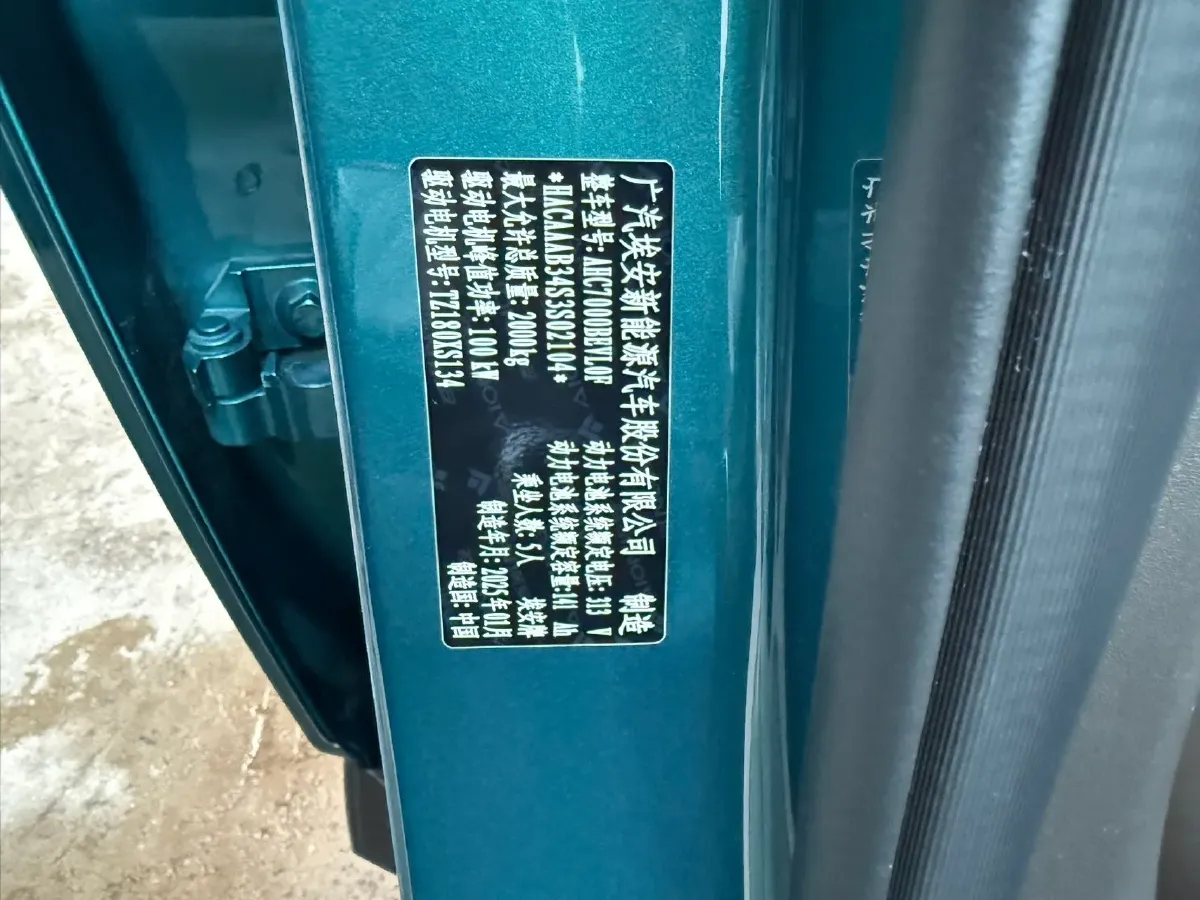 广汽埃安新能源汽车股份有限公司 制造
整车型号: AHC7000BEVL0F 动力电池系统额定电压: 313 V
*HACAAAB34S3S02104* 动力电池系统额定容量:141 Ah
最大允许总质量: 2000kg 乘坐人数: 5人 埃安牌
驱动电机峰值功率: 100 kW 制造年月: 2025年01月
驱动电机型号: TZ180XS134 制造国: 中国